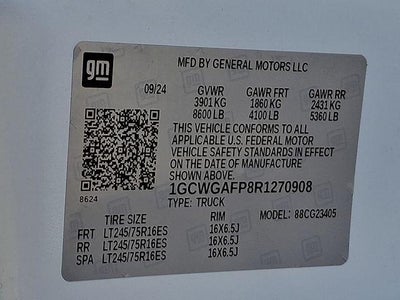 gm
MFD BY GENERAL MOTORS LLC
09/24 GVWR GAWR FRT GAWR RR
3901 KG 1860 KG 2431 KG
8600 LB 4100 LB 5360 LB
THIS VEHICLE CONFORMS TO ALL
APPLICABLE U.S. FEDERAL MOTOR
VEHICLE SAFETY STANDARDS IN EFFECT
ON THE DATE OF MANUFACTURE
SHOWN ABOVE.
8624
1GCWGAFP8R1270908
TYPE: TRUCK MODEL: 88CG23405
TIRE SIZE RIM
FRT LT245/75R16ES 16X6.5J
RR LT245/75R16ES 16X6.5J
SPA LT245/75R16ES 16X6.5J